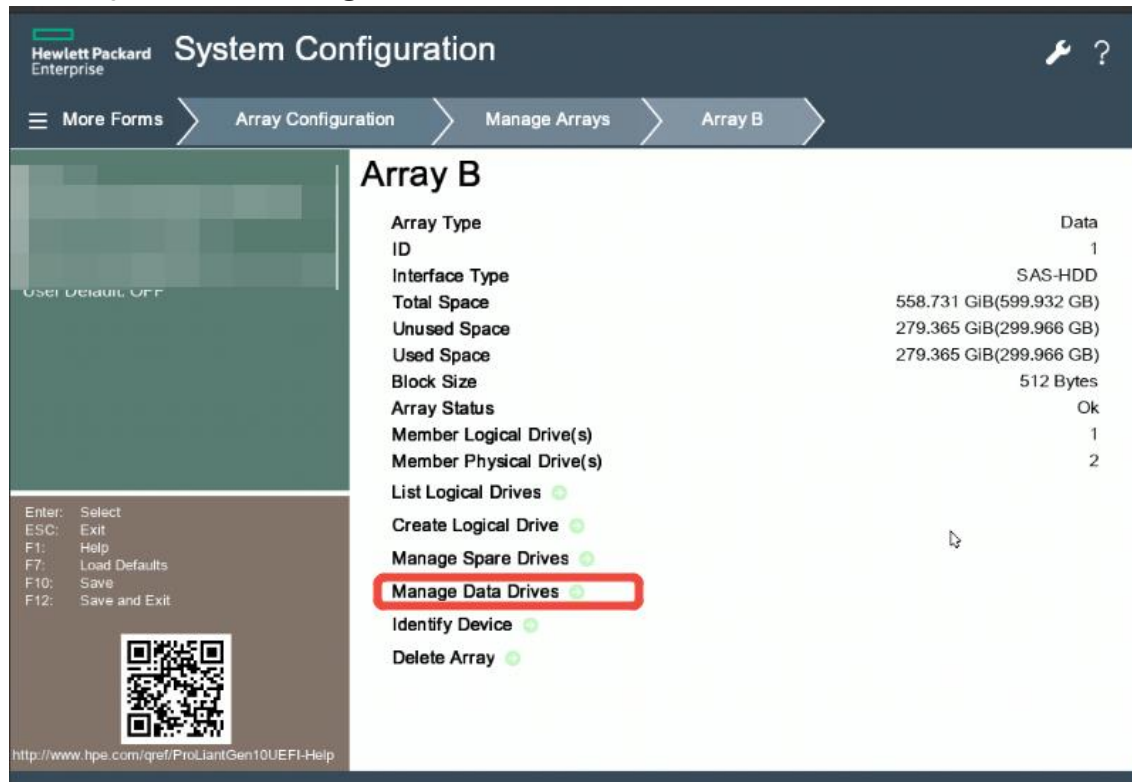 Hewlett Packard
Enterprise
System Configuration
?
More Forms
Array Configuration
Manage Arrays
Array B
Array B
Array Type Data
ID 1
Interface Type SAS-HDD
Total Space 558.731 GiB(599.932 GB)
Unused Space 279.365 GiB(299.966 GB)
Used Space 279.365 GiB(299.966 GB)
Block Size 512 Bytes
Array Status Ok
Member Logical Drive(s) 1
Member Physical Drive(s) 2
List Logical Drives
Create Logical Drive
Manage Spare Drives
Manage Data Drives
Identify Device
Delete Array
User Default: OFF
Enter: Select
ESC: Exit
F1: Help
F7: Load Defaults
F10: Save
F12: Save and Exit
http://www.hpe.com/qref/ProLiantGen10UEFI-Help